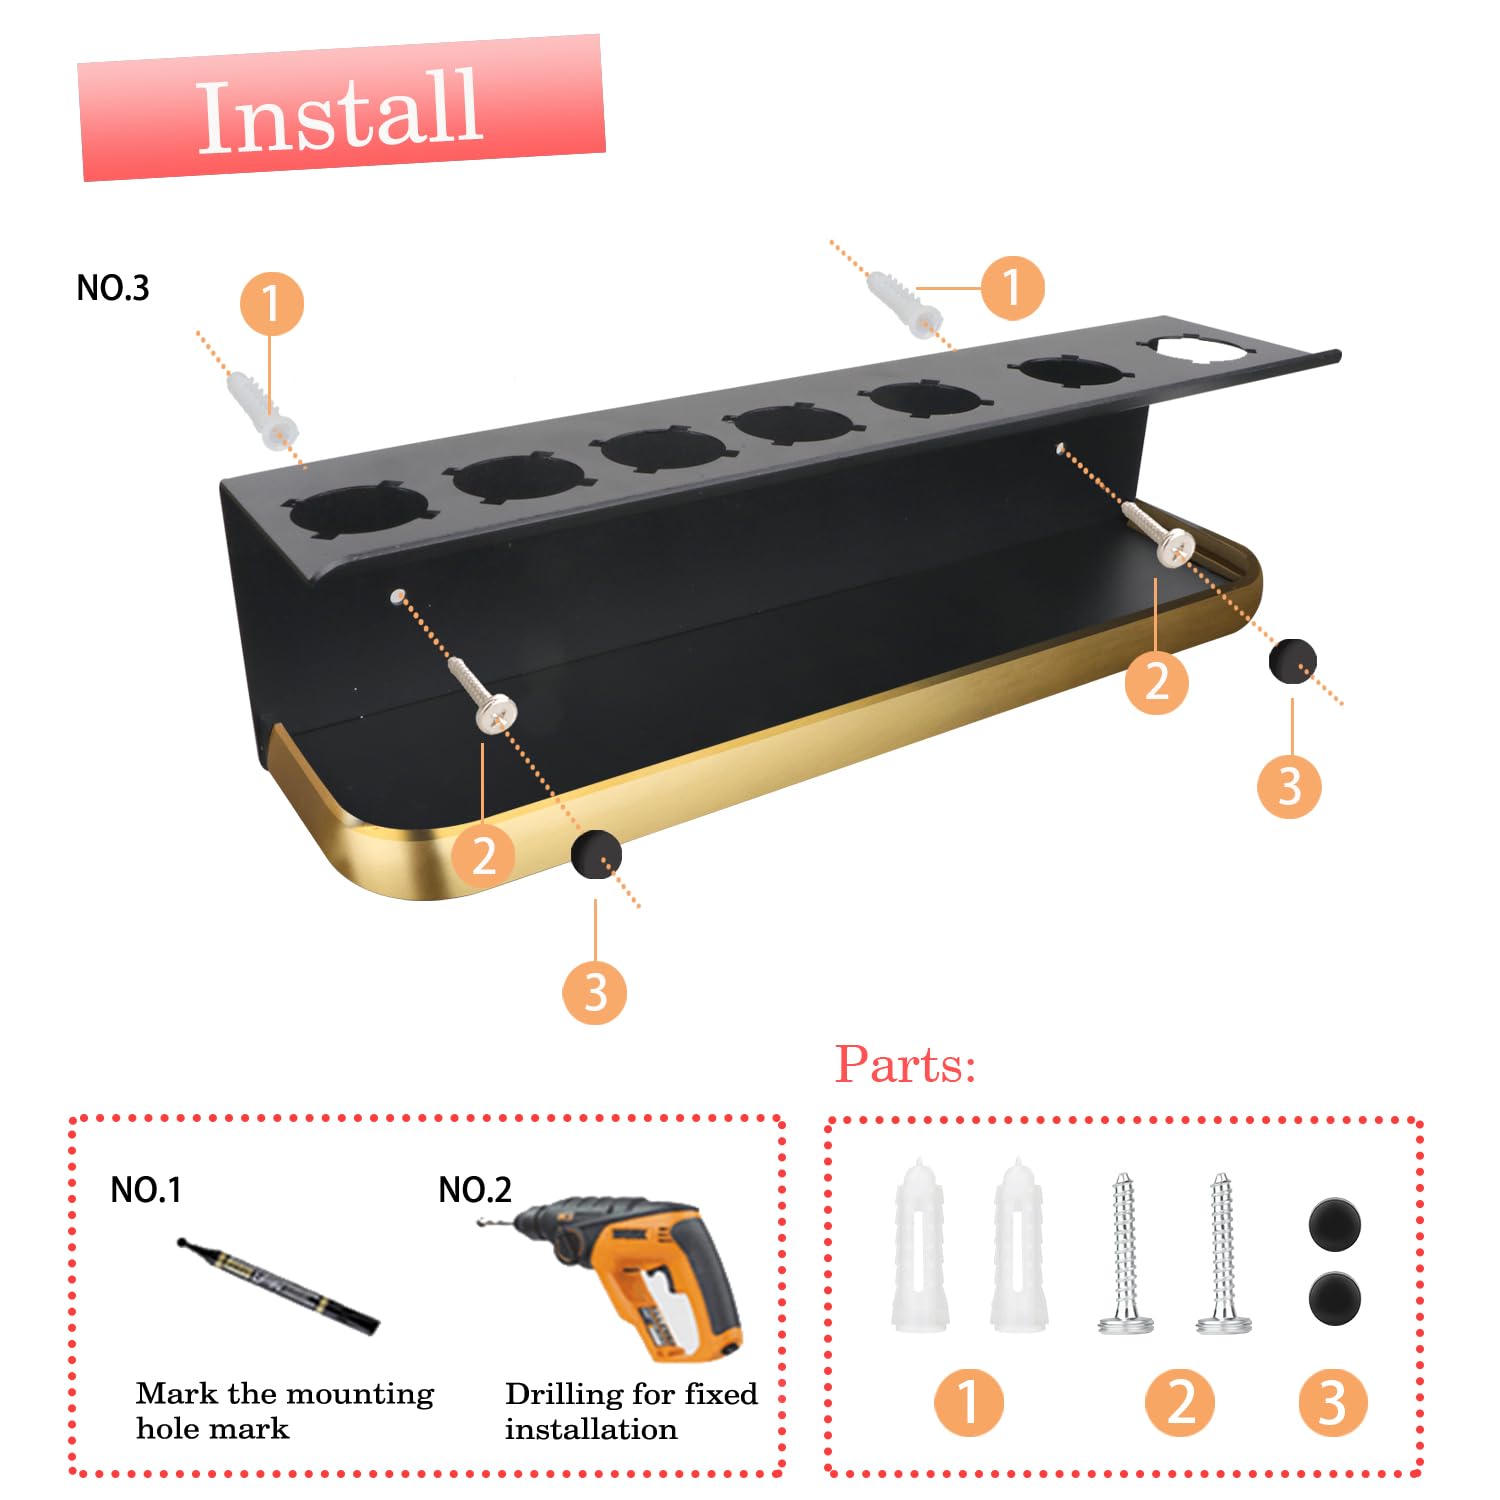 Install
NO.3
1
1
2
3
2
3
Parts:
NO.1
NO.2
Mark the mounting
hole mark
Drilling for fixed
installation
1
2
3